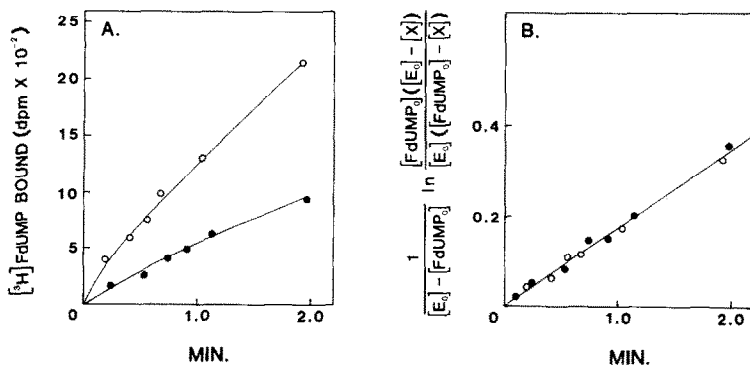 A.
[³H] FdUMP BOUND (dpm X 10⁻²)
25
20
15
10
5
0
1.0
2.0
MIN.
B.
1
[E₀] - [FdUMP₀]
ln
[FdUMP₀] ([E₀] - [X])
[E₀] ([FdUMP₀] - [X])
0.4
0.2
0
1.0
2.0
MIN.